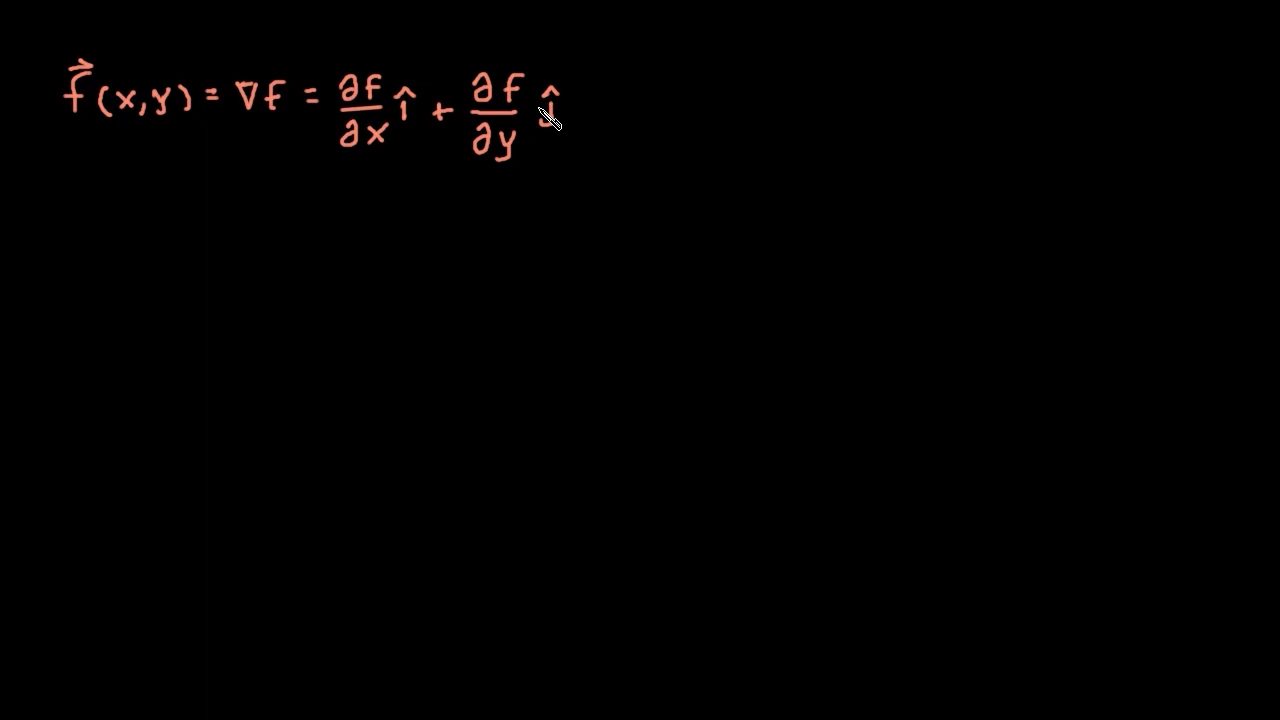 f⃗(x,y) = ∇f = ∂f/∂x î + ∂f/∂y ĵ